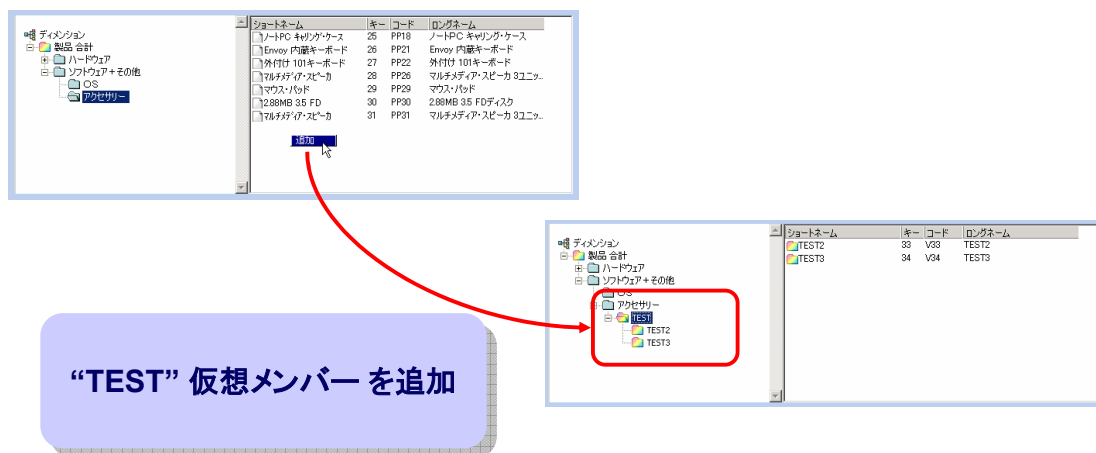 ディメンション
製品 合計
ハードウェア
ソフトウェア+その他
OS
アクセサリー
ショートネーム キー コード ロングネーム
ノートPC キャリング・ケース 25 PP18 ノートPC キャリング・ケース
Envoy 内蔵キーボード 26 PP21 Envoy 内蔵キーボード
外付け 101キーボード 27 PP22 外付け 101キーボード
マルチメディア・スピーカ 28 PP26 マルチメディア・スピーカ 3ユニッ...
マウス・パッド 29 PP29 マウス・パッド
2.88MB 3.5 FD 30 PP30 2.88MB 3.5 FDディスク
マルチメディア・スピーカ 31 PP31 マルチメディア・スピーカ 3ユニッ...
追加
ディメンション
製品 合計
ハードウェア
ソフトウェア+その他
OS
アクセサリー
TEST
TEST2
TEST3
ショートネーム キー コード ロングネーム
TEST2 33 V33 TEST2
TEST3 34 V34 TEST3
“TEST” 仮想メンバー を追加